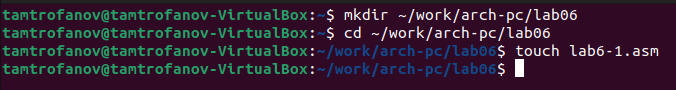 tamtrofanov@tamtrofanov-VirtualBox:~$ mkdir ~/work/arch-pc/lab06
tamtrofanov@tamtrofanov-VirtualBox:~$ cd ~/work/arch-pc/lab06
tamtrofanov@tamtrofanov-VirtualBox:~/work/arch-pc/lab06$ touch lab6-1.asm
tamtrofanov@tamtrofanov-VirtualBox:~/work/arch-pc/lab06$